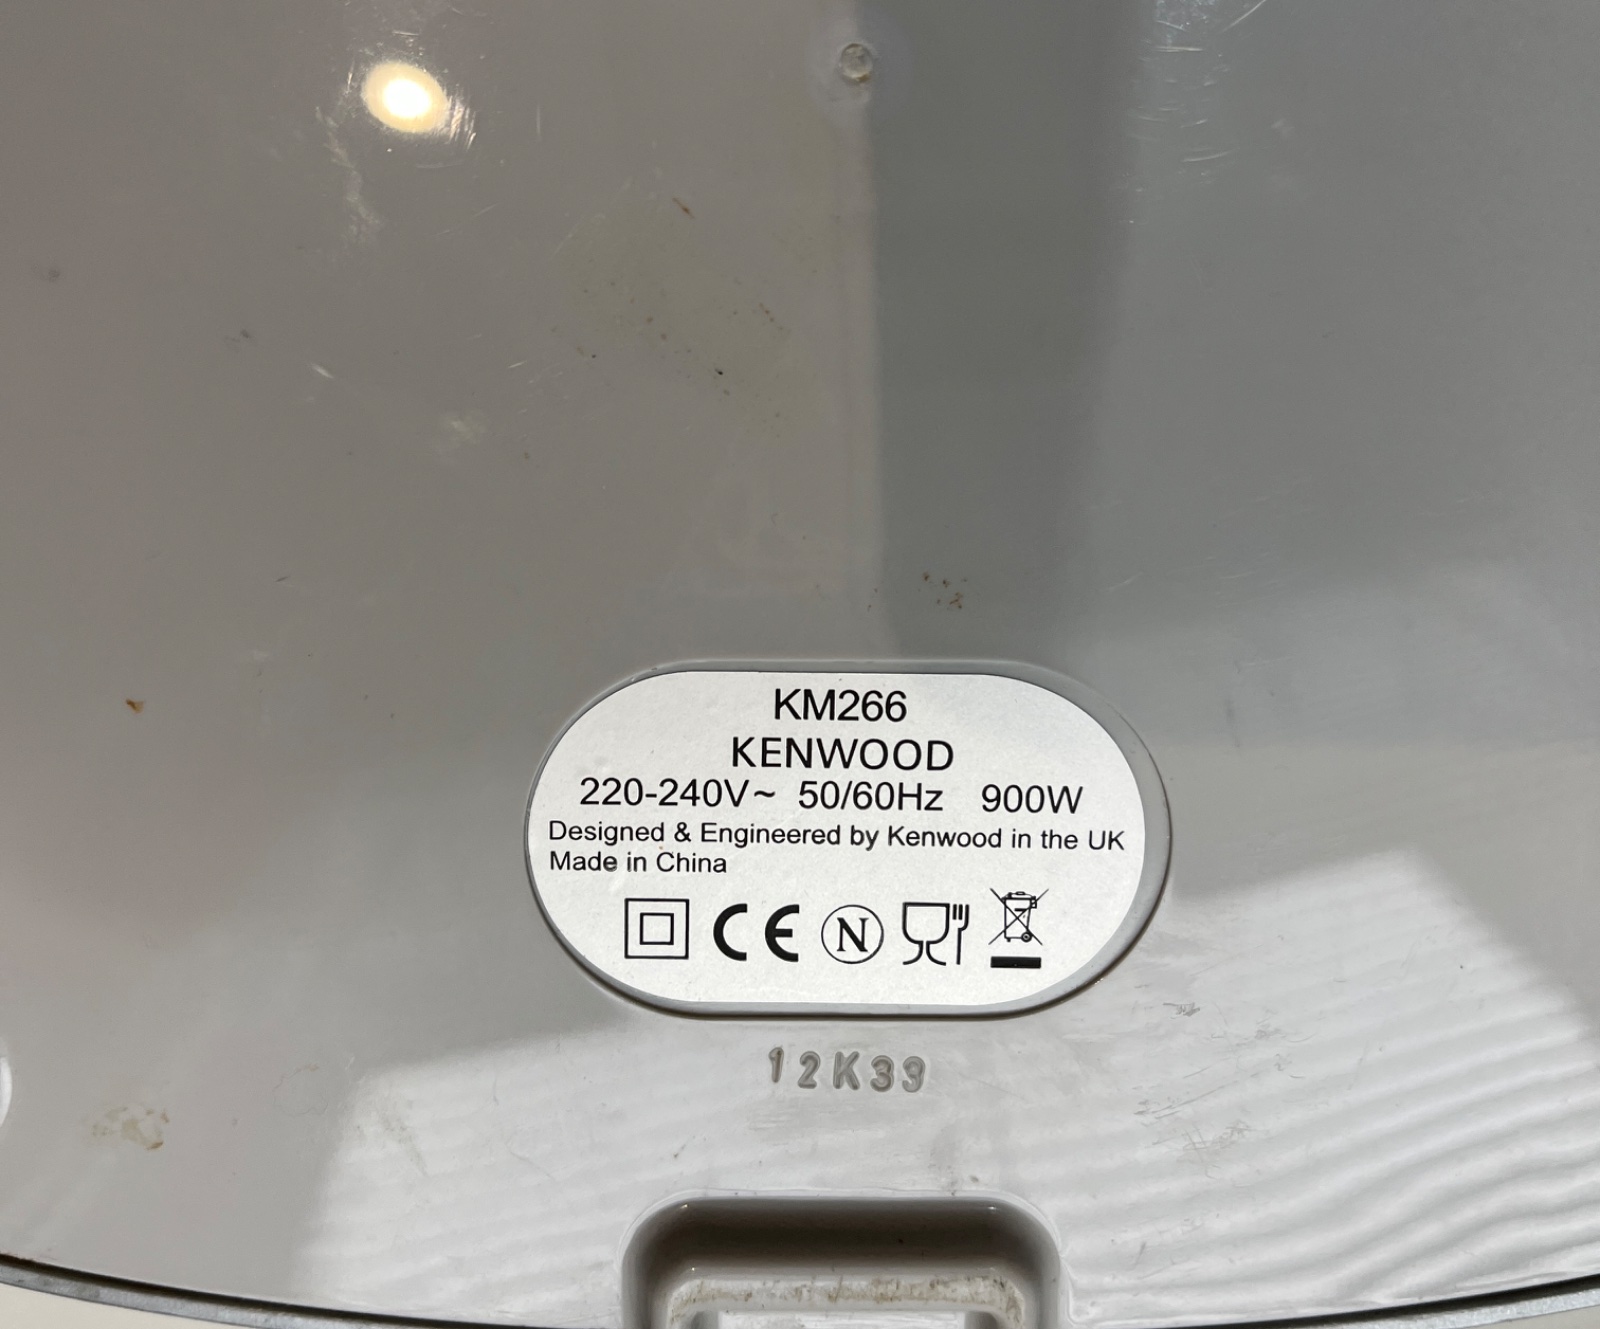 KM266
KENWOOD
220-240V~ 50/60Hz 900W
Designed & Engineered by Kenwood in the UK
Made in China
CE N
12K39